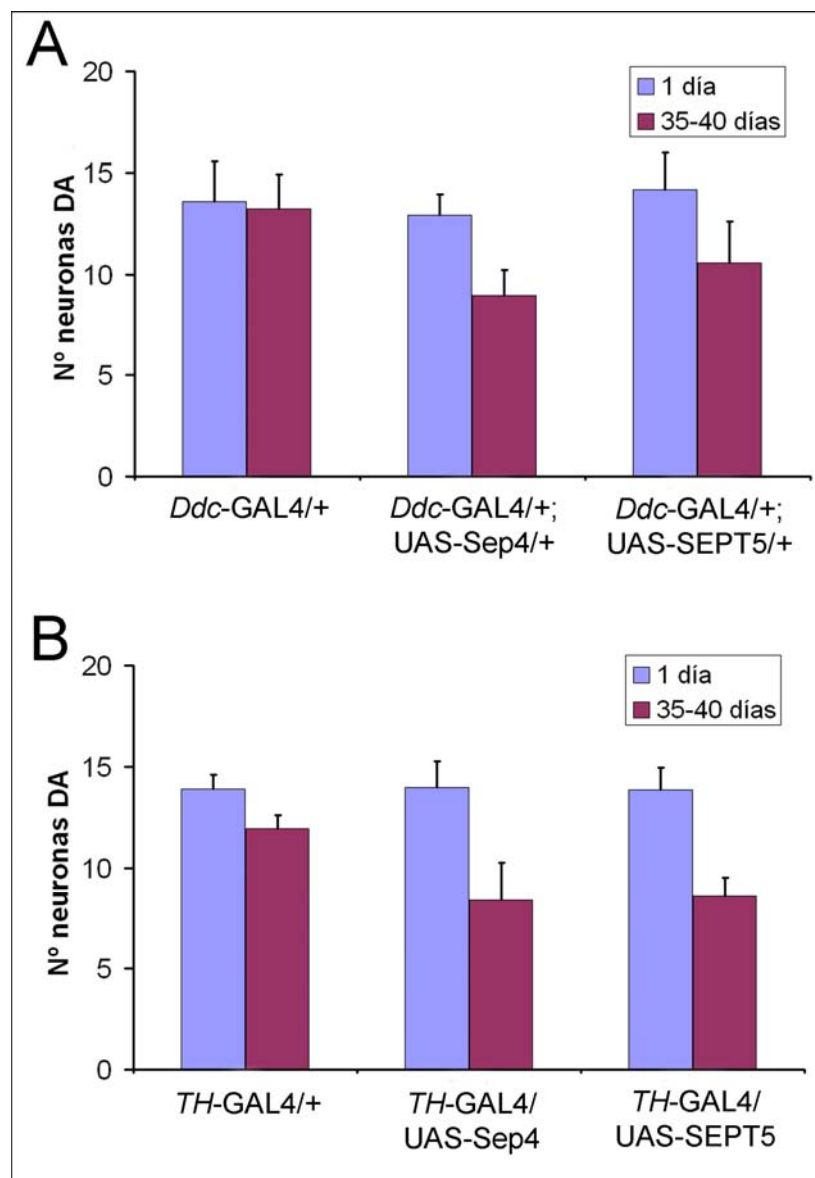 A
20
15
10
5
0
Nº neuronas DA
1 día
35-40 días
Ddc-GAL4/+
Ddc-GAL4/+;
UAS-Sep4/+
Ddc-GAL4/+;
UAS-SEPT5/+
B
20
15
10
5
0
Nº neuronas DA
1 día
35-40 días
TH-GAL4/+
TH-GAL4/
UAS-Sep4
TH-GAL4/
UAS-SEPT5